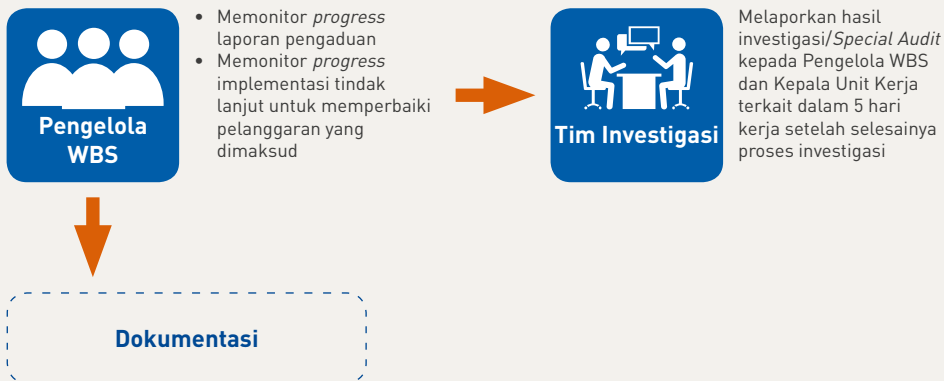 Pengelola
WBS
• Memonitor progress
laporan pengaduan
• Memonitor progress
implementasi tindak
lanjut untuk memperbaiki
pelanggaran yang
dimaksud
Tim Investigasi
Melaporkan hasil
investigasi/Special Audit
kepada Pengelola WBS
dan Kepala Unit Kerja
terkait dalam 5 hari
kerja setelah selesainya
proses investigasi
Dokumentasi